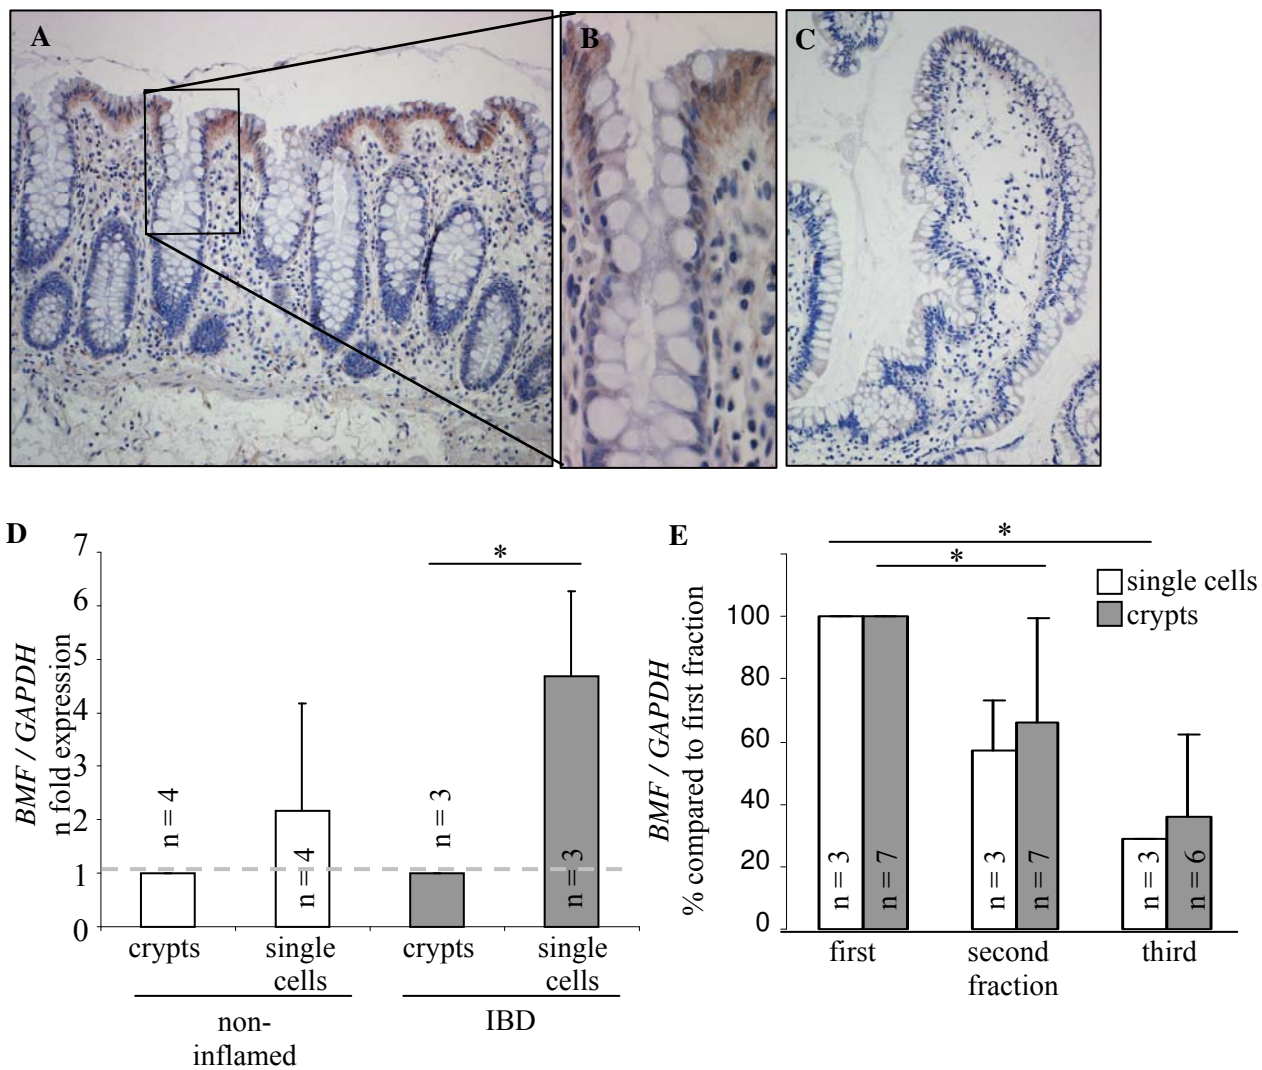 A
B
C
D
BMF / GAPDH
n fold expression
7
6
5
4
3
2
1
0
n = 4
n = 4
n = 3
n = 3
*
crypts
single
cells
crypts
single
cells
non-
inflamed
IBD
E
BMF / GAPDH
% compared to first fraction
100
80
60
40
20
0
*
*
single cells
crypts
n = 3
n = 7
n = 3
n = 7
n = 3
n = 6
first
second
third
fraction